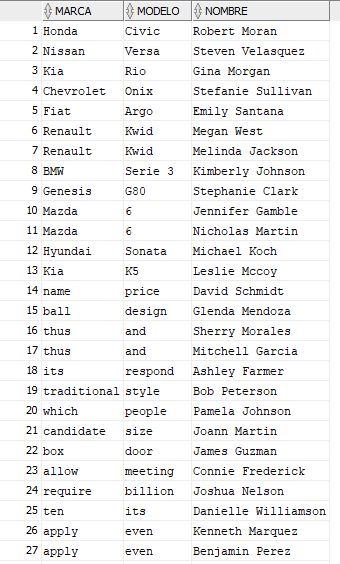 MARCA MODELO NOMBRE
1 Honda Civic Robert Moran
2 Nissan Versa Steven Velasquez
3 Kia Rio Gina Morgan
4 Chevrolet Onix Stefanie Sullivan
5 Fiat Argo Emily Santana
6 Renault Kwid Megan West
7 Renault Kwid Melinda Jackson
8 BMW Serie 3 Kimberly Johnson
9 Genesis G80 Stephanie Clark
10 Mazda 6 Jennifer Gamble
11 Mazda 6 Nicholas Martin
12 Hyundai Sonata Michael Koch
13 Kia K5 Leslie Mccoy
14 name price David Schmidt
15 ball design Glenda Mendoza
16 thus and Sherry Morales
17 thus and Mitchell Garcia
18 its respond Ashley Farmer
19 traditional style Bob Peterson
20 which people Pamela Johnson
21 candidate size Joann Martin
22 box door James Guzman
23 allow meeting Connie Frederick
24 require billion Joshua Nelson
25 ten its Danielle Williamson
26 apply even Kenneth Marquez
27 apply even Benjamin Perez